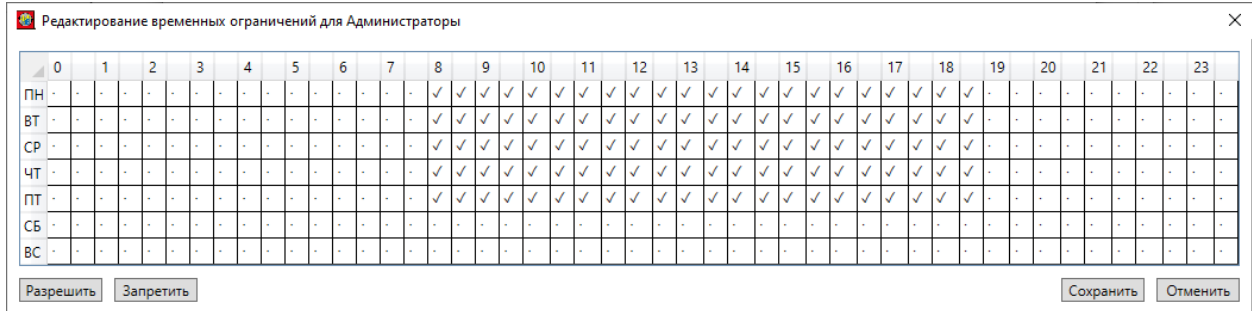 Редактирование временных ограничений для Администраторы
0 1 2 3 4 5 6 7 8 9 10 11 12 13 14 15 16 17 18 19 20 21 22 23
ПН - - - - - - - - - - - - - - - - ✓ ✓ ✓ ✓ ✓ ✓ ✓ ✓ ✓ ✓ ✓ ✓ ✓ ✓ ✓ ✓ ✓ ✓ ✓ ✓ ✓ ✓ - - - - - - - - - -
ВТ - - - - - - - - - - - - - - - - ✓ ✓ ✓ ✓ ✓ ✓ ✓ ✓ ✓ ✓ ✓ ✓ ✓ ✓ ✓ ✓ ✓ ✓ ✓ ✓ ✓ ✓ - - - - - - - - - -
СР - - - - - - - - - - - - - - - - ✓ ✓ ✓ ✓ ✓ ✓ ✓ ✓ ✓ ✓ ✓ ✓ ✓ ✓ ✓ ✓ ✓ ✓ ✓ ✓ ✓ ✓ - - - - - - - - - -
ЧТ - - - - - - - - - - - - - - - - ✓ ✓ ✓ ✓ ✓ ✓ ✓ ✓ ✓ ✓ ✓ ✓ ✓ ✓ ✓ ✓ ✓ ✓ ✓ ✓ ✓ ✓ - - - - - - - - - -
ПТ - - - - - - - - - - - - - - - - ✓ ✓ ✓ ✓ ✓ ✓ ✓ ✓ ✓ ✓ ✓ ✓ ✓ ✓ ✓ ✓ ✓ ✓ ✓ ✓ ✓ ✓ - - - - - - - - - -
СБ - - - - - - - - - - - - - - - - - - - - - - - - - - - - - - - - - - - - - - - - - - - - - - - -
ВС - - - - - - - - - - - - - - - - - - - - - - - - - - - - - - - - - - - - - - - - - - - - - - - -
Разрешить Запретить Сохранить Отменить